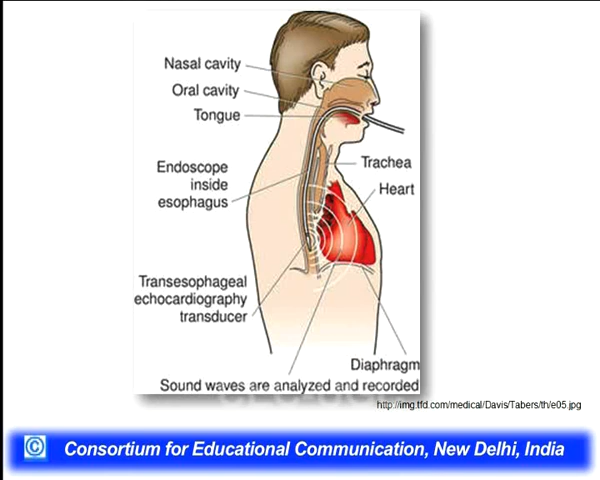 Nasal cavity
Oral cavity
Tongue
Endoscope
inside
esophagus
Trachea
Heart
Transesophageal
echocardiography
transducer
Diaphragm
Sound waves are analyzed and recorded
http://img.tfd.com/medical/Davis/Tabers/th/e05.jpg
© Consortium for Educational Communication, New Delhi, India